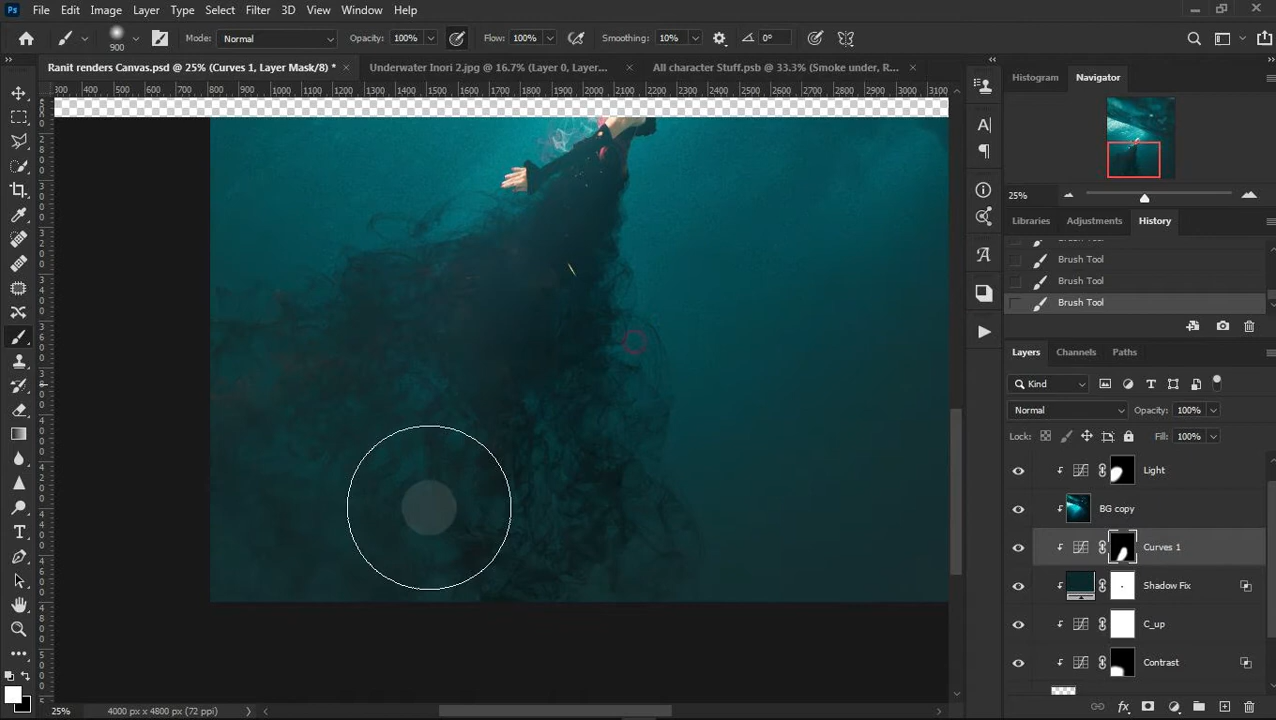 Ps File Edit Image Layer Type Select Filter 3D View Window Help
900 Mode: Normal Opacity: 100% Flow: 100% Smoothing: 10% 0°
Ranit renders Canvas.psd @ 25% (Curves 1, Layer Mask/8) * × Underwater Inori 2.jpg @ 16.7% (Layer 0, Layer... × All character Stuff.psb @ 33.3% (Smoke under, R... ×
300 400 500 600 700 800 900 1000 1100 1200 1300 1400 1500 1600 1700 1800 1900 2000 2100 2200 2300 2400 2500 2600 2700 2800 2900 3000 3100
Histogram Navigator
25%
Libraries Adjustments History
Brush Tool
Brush Tool
Brush Tool
Brush Tool
Layers Channels Paths
Kind
Normal Opacity: 100%
Lock: Fill: 100%
Light
BG copy
Curves 1
C_up
25% 4000 px x 4800 px (72 ppi)